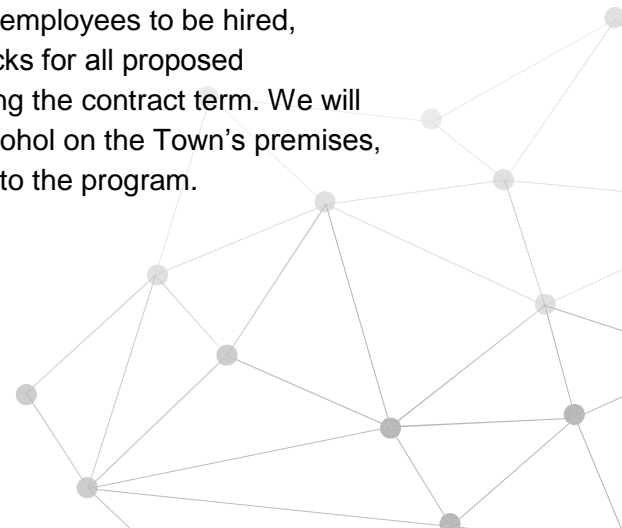 employees to be hired,
cks for all proposed
ng the contract term. We will
ohol on the Town's premises,
to the program.